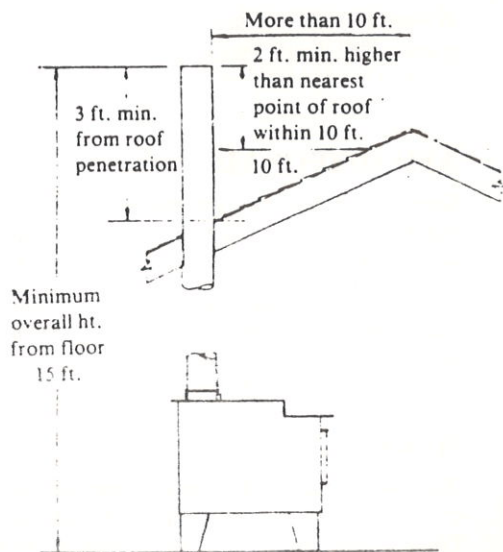 More than 10 ft.
2 ft. min. higher
than nearest
point of roof
within 10 ft.
10 ft.
3 ft. min.
from roof
penetration
Minimum
overall ht.
from floor
15 ft.